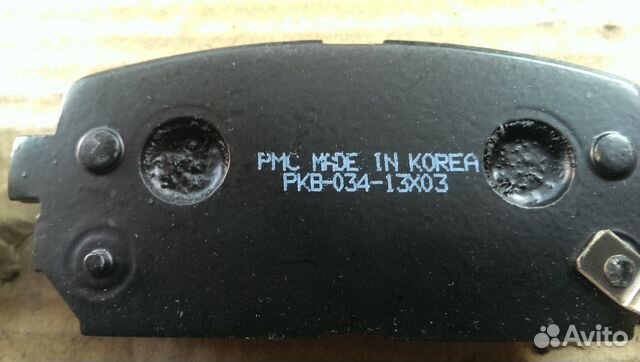 PMC MADE IN KOREA
PKB-034-13X03
Avito